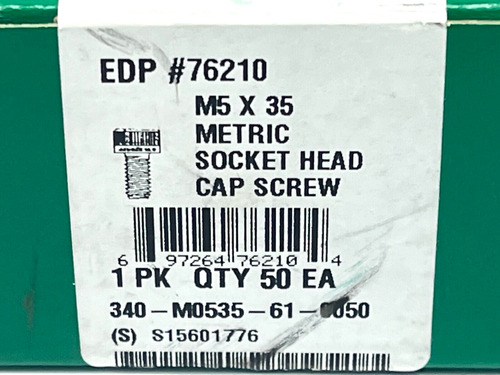 EDP #76210
M5 X 35
METRIC
SOCKET HEAD
CAP SCREW
6 97264 76210 4
1 PK QTY 50 EA
340-M0535-61-0050
(S) S15601776